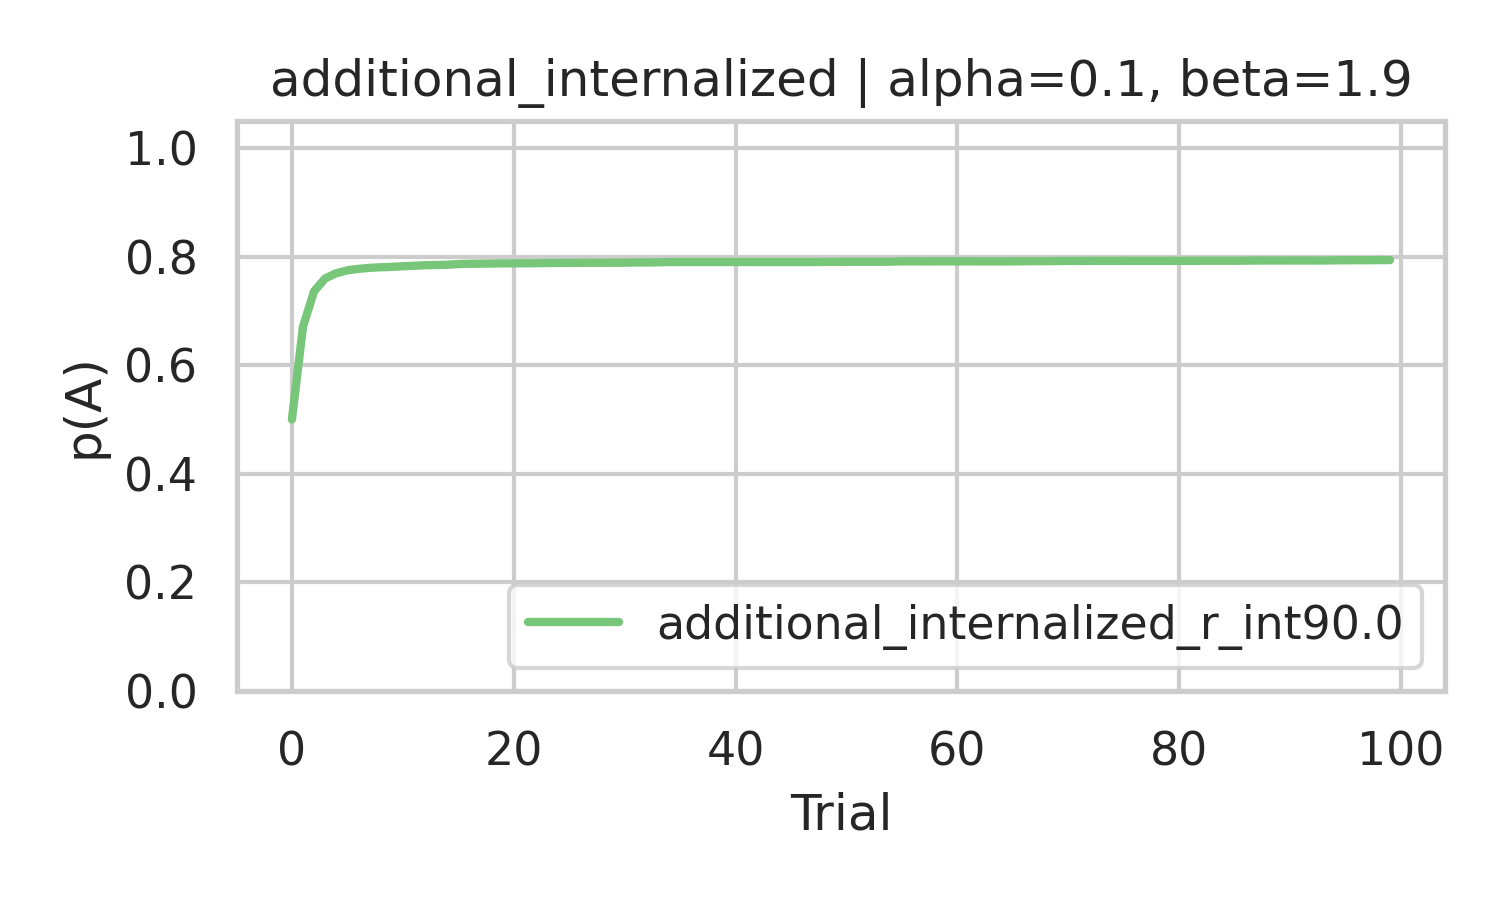 additional_internalized | alpha=0.1, beta=1.9
1.0
0.8
0.6
0.4
0.2
0.0
p(A)
additional_internalized_r_int90.0
0 20 40 60 80 100
Trial